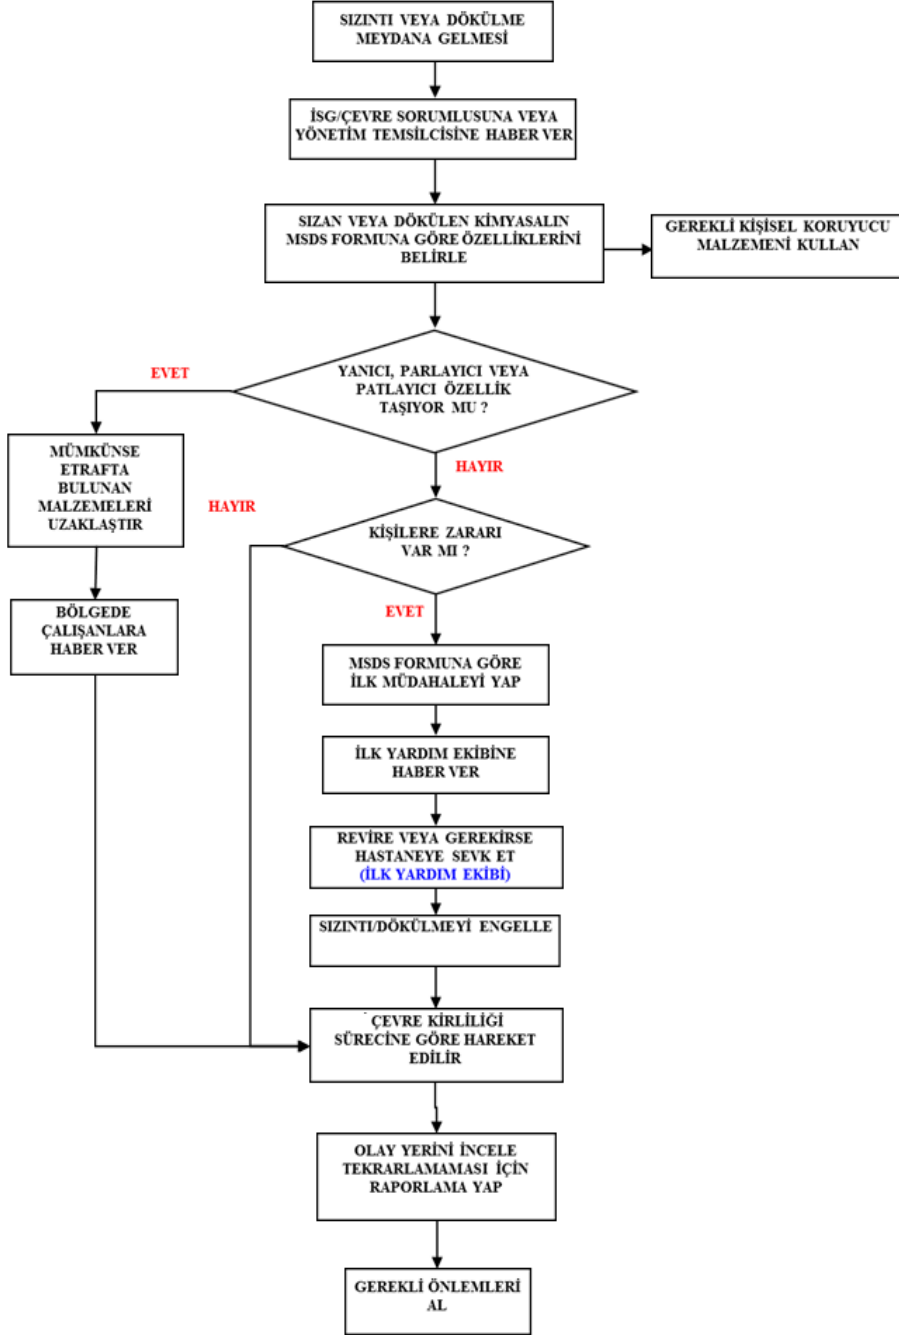 SIZINTI VEYA DÖKÜLME
MEYDANA GELMESİ
İSG/ÇEVRE SORUMLUSUNA VEYA
YÖNETİM TEMSİLCİSİNE HABER VER
SIZAN VEYA DÖKÜLEN KİMYASALIN
MSDS FORMUNA GÖRE ÖZELLİKLERİNİ
BELİRLE
GEREKLİ KİŞİSEL KORUYUCU
MALZEMENİ KULLAN
YANICI, PARLAYICI VEYA
PATLAYICI ÖZELLİK
TAŞIYOR MU ?
EVET
MÜMKÜNSE
ETRAFTA
BULUNAN
MALZEMELERİ
UZAKLAŞTIR
BÖLGEDE
ÇALIŞANLARA
HABER VER
HAYIR
HAYIR
KİŞİLERE ZARARI
VAR MI ?
EVET
MSDS FORMUNA GÖRE
İLK MÜDAHALEYİ YAP
İLK YARDIM EKİBİNE
HABER VER
REVİRE VEYA GEREKİRSE
HASTANEYE SEVK ET
(İLK YARDIM EKİBİ)
SIZINTI/DÖKÜLMEYİ ENGELLE
ÇEVRE KİRLİLİĞİ
SÜRECİNE GÖRE HAREKET
EDİLİR
OLAY YERİNİ İNCELE
TEKRARLAMAMASI İÇİN
RAPORLAMA YAP
GEREKLİ ÖNLEMLERİ
AL